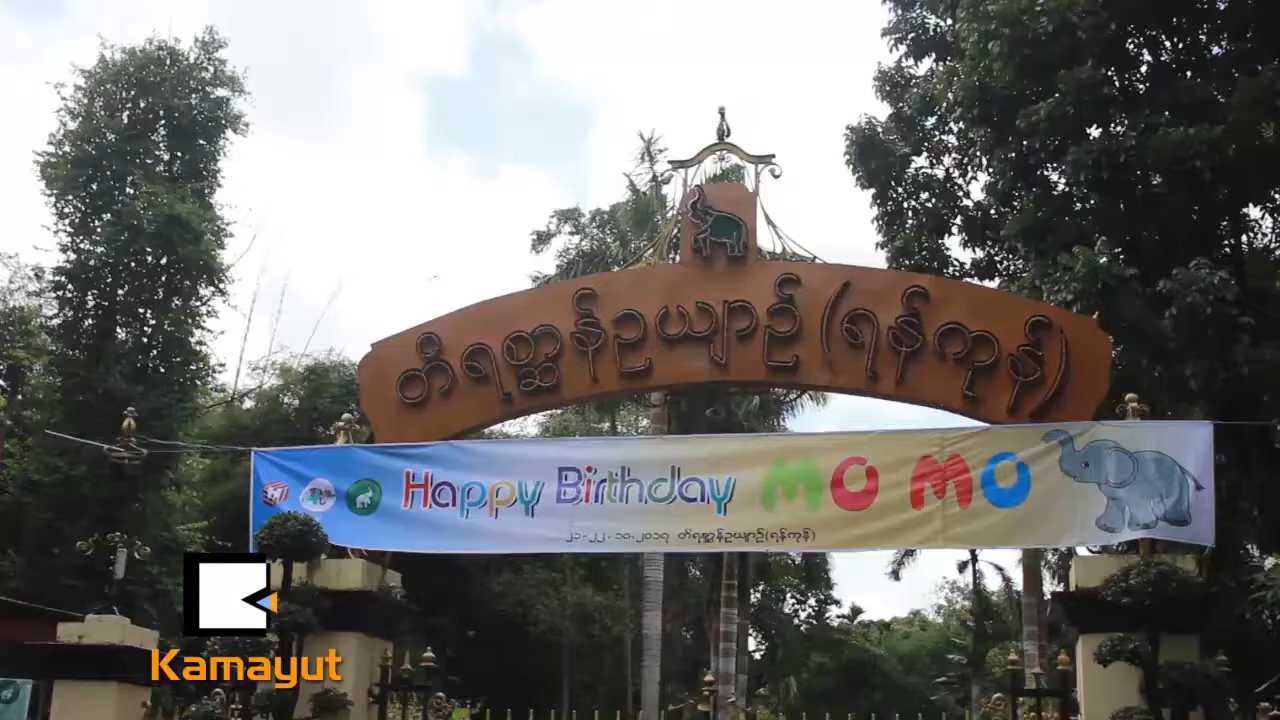 တိရစ္ဆာန်ဥယျာဉ် (ရန်ကုန်)
Happy Birthday MO MO
၂၁-၂၂.၁၀.၂၀၁၇ တိရစ္ဆာန်ဥယျာဉ်(ရန်ကုန်)
Kamayut